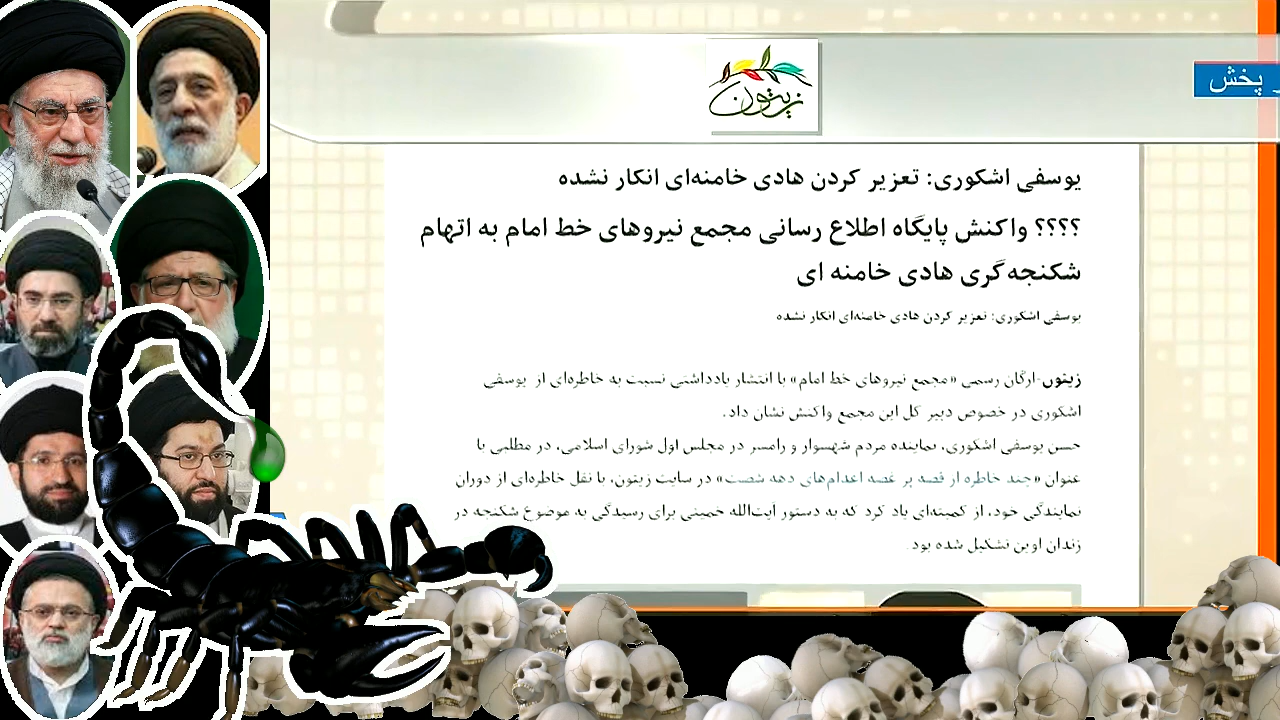 زیتون
پخش
یوسفی اشکوری: تعزیر کردن هادی خامنه‌ای انکار نشده
؟؟؟؟ واکنش پایگاه اطلاع رسانی مجمع نیروهای خط امام به اتهام
شکنجه‌گری هادی خامنه ای
یوسفی اشکوری: تعزیر کردن هادی خامنه‌ای انکار نشده
زیتون-ارگان رسمی «مجمع نیروهای خط امام» با انتشار یادداشتی نسبت به خاطره‌ای از یوسفی
اشکوری در خصوص دبیر کل این مجمع واکنش نشان داد.
حسن یوسفی اشکوری، نماینده مردم شهسوار و رامسر در مجلس اول شورای اسلامی، در مطلبی با
عنوان «چند خاطره از قصه پر غصه اعدام‌های دهه شصت» در سایت زیتون، با نقل خاطره‌ای از دوران
نمایندگی خود، از کمیته‌ای یاد کرد که به دستور آیت‌الله خمینی برای رسیدگی به موضوع شکنجه در
زندان اوین تشکیل شده بود.